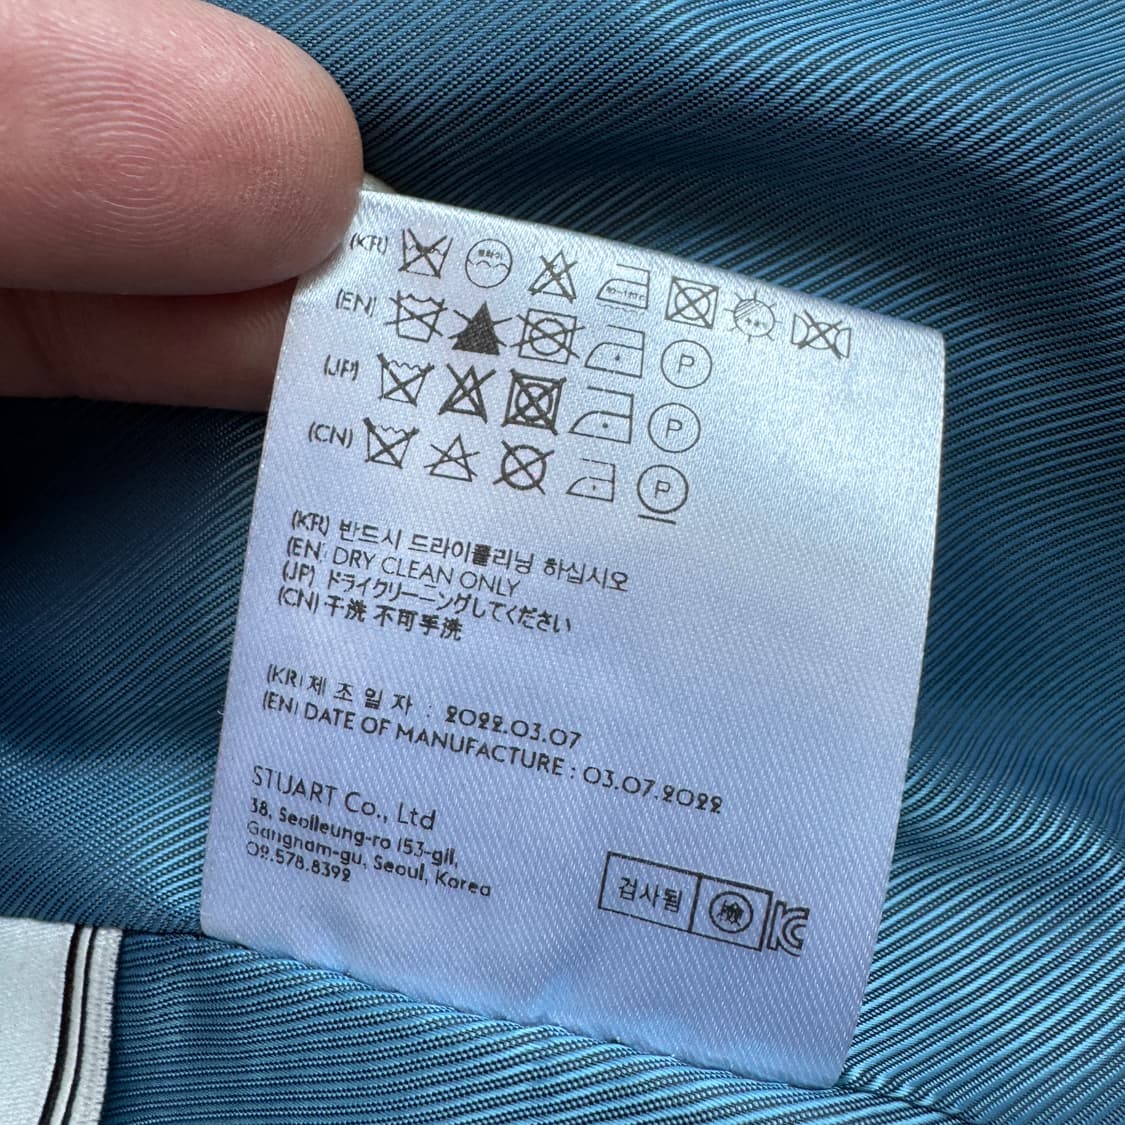 (KR)
(EN) P
(JP) P
(CN) P
(KR) 반드시 드라이클리닝 하십시오
(EN) DRY CLEAN ONLY
(JP) ドライクリーニングしてください
(CN) 干洗 不可手洗
(KR) 제 조 일 자 : 2022.03.07
(EN) DATE OF MANUFACTURE : 03.07.2022
STUART Co., Ltd
38, Seolleung-ro 153-gil,
Gangnam-gu, Seoul, Korea
02.578.8392
검사됨 檢 KC